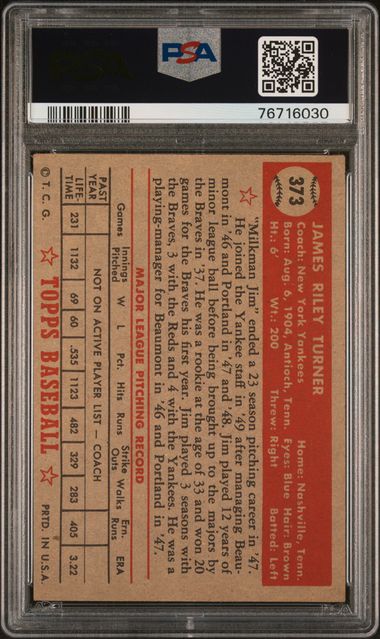 PSA
PSA
76716030
373
JAMES RILEY TURNER
Coach: New York Yankees Home: Nashville, Tenn.
Born: Aug. 6, 1904, Antioch, Tenn. Eyes: Blue Hair: Brown
Ht.: 6' Wt.: 200 Threw: Right Batted: Left
"Milkman Jim" ended a 23 season pitching career in '47.
He joined the Yankee staff in '49 after managing Beau-
mont in '46 and Portland in '47 and '48. Jim played 12 years of
minor league ball before being brought up to the majors by
the Braves in '37. He was a rookie at the age of 33 and won 20
games for the Braves his first year. Jim played 3 seasons with
the Braves, 3 with the Reds and 4 with the Yankees. He was a
playing-manager for Beaumont in '46 and Portland in '47.
MAJOR LEAGUE PITCHING RECORD
Games Innings Pitched W L Pct. Hits Runs Strike Outs Walks Ern. Runs ERA
PAST YEAR NOT ON ACTIVE PLAYER LIST — COACH
LIFE-TIME 231 1132 69 60 .535 1123 482 329 283 405 3.22
© T. C. G. TOPPS BASEBALL PRTD. IN U.S.A.